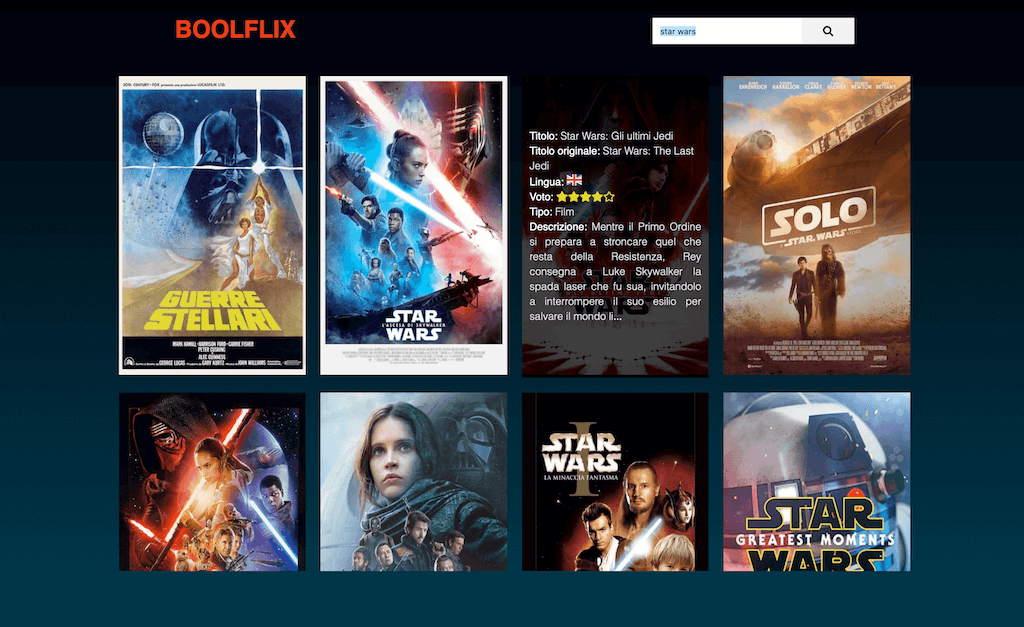 BOOLFLIX
star wars
20TH CENTURY-FOX presenta una produzione LUCASFILM LTD.
GUERRE
STELLARI
MARK HAMILL · HARRISON FORD · CARRIE FISHER
PETER CUSHING
ALEC GUINNESS
GEORGE LUCAS
GARY KURTZ
JOHN WILLIAMS
STAR
L'ASCESA DI SKYWALKER
WARS
Titolo: Star Wars: Gli ultimi Jedi
Titolo originale: Star Wars: The Last
Jedi
Lingua:
Voto:
Tipo: Film
Descrizione: Mentre il Primo Ordine
si prepara a stroncare quel che
resta della Resistenza, Rey
consegna a Luke Skywalker la
spada laser che fu sua, invitandolo
a interrompere il suo esilio per
salvare il mondo li...
WARS
EHRENREICH HARRELSON CLARKE GLOVER NEWTON BETTANY
SOLO
STAR WARS
STORY
STAR
WARS
I
LA MINACCIA FANTASMA
STAR
GREATEST MOMENTS
WARS